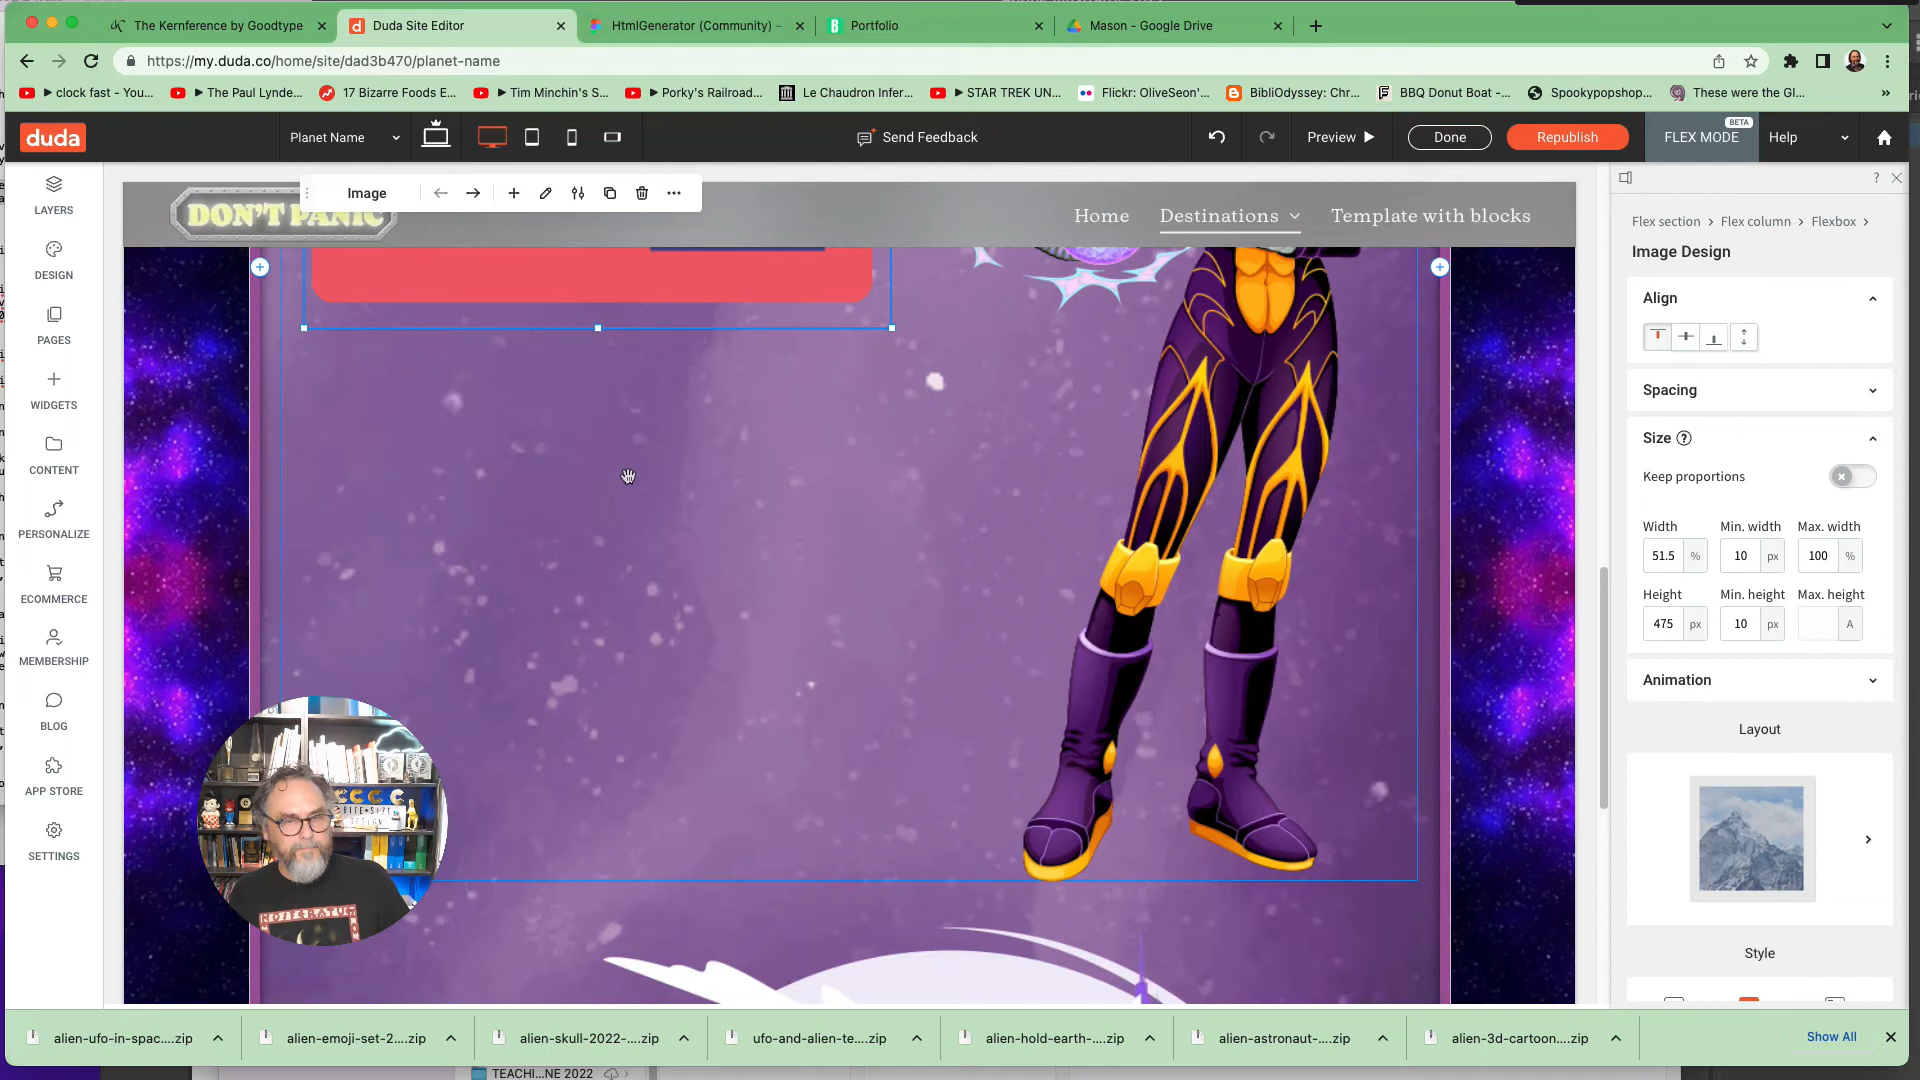 The Kernference by Goodtype
Duda Site Editor
HtmlGenerator (Community) –
Portfolio
Mason - Google Drive
https://my.duda.co/home/site/dad3b470/planet-name
▶ clock fast - You...
▶ The Paul Lynde...
17 Bizarre Foods E...
▶ Tim Minchin's S...
▶ Porky's Railroad...
Le Chaudron Infer...
▶ STAR TREK UN...
Flickr: OliveSeon'...
BibliOdyssey: Chr...
BBQ Donut Boat -...
Spookypopshop...
These were the GI...
duda
Planet Name
Send Feedback
Preview
Done
Republish
FLEX MODE
BETA
Help
LAYERS
DESIGN
PAGES
WIDGETS
CONTENT
PERSONALIZE
ECOMMERCE
MEMBERSHIP
BLOG
APP STORE
SETTINGS
Image
DON'T PANIC
Home
Destinations
Template with blocks
Flex section > Flex column > Flexbox >
Image Design
Align
Spacing
Size
Keep proportions
Width Min. width Max. width
51.5 % 10 px 100 %
Height Min. height Max. height
475 px 10 px A
Animation
Layout
Style
BITE•SIZE
DESIGN
NOSFERATUS
alien-ufo-in-spac....zip
alien-emoji-set-2....zip
alien-skull-2022-....zip
ufo-and-alien-te....zip
alien-hold-earth-....zip
alien-astronaut-....zip
alien-3d-cartoon....zip
Show All
TEACHI...NE 2022